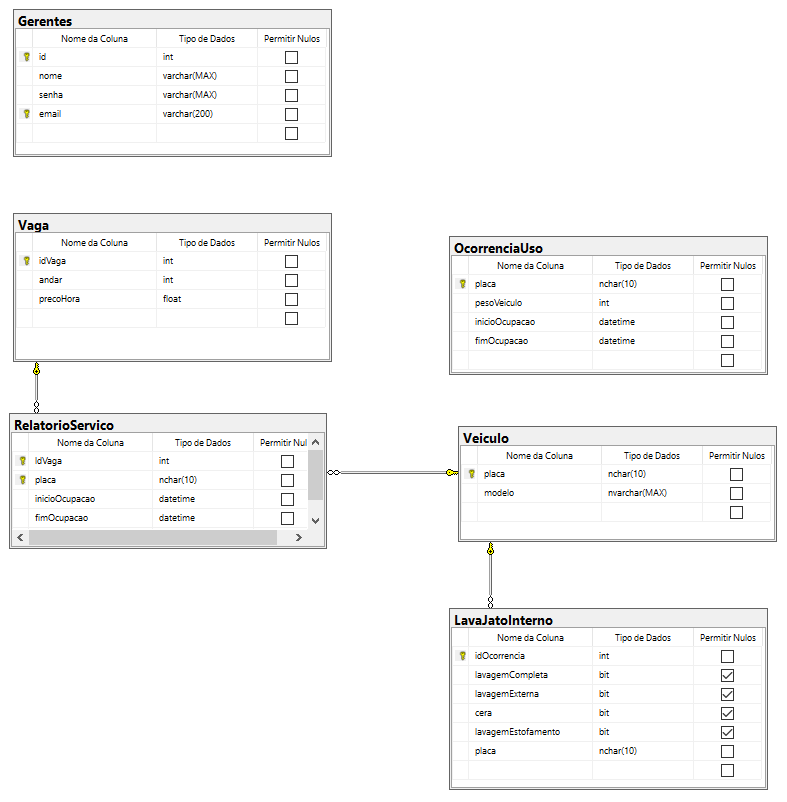 Gerentes
Nome da Coluna Tipo de Dados Permitir Nulos
id int
nome varchar(MAX)
senha varchar(MAX)
email varchar(200)
Vaga
Nome da Coluna Tipo de Dados Permitir Nulos
idVaga int
andar int
precoHora float
OcorrenciaUso
Nome da Coluna Tipo de Dados Permitir Nulos
placa nchar(10)
pesoVeiculo int
inicioOcupacao datetime
fimOcupacao datetime
RelatorioServico
Nome da Coluna Tipo de Dados Permitir Nul
IdVaga int
placa nchar(10)
inicioOcupacao datetime
fimOcupacao datetime
Veiculo
Nome da Coluna Tipo de Dados Permitir Nulos
placa nchar(10)
modelo nvarchar(MAX)
LavaJatoInterno
Nome da Coluna Tipo de Dados Permitir Nulos
idOcorrencia int
lavagemCompleta bit
lavagemExterna bit
cera bit
lavagemEstofamento bit
placa nchar(10)